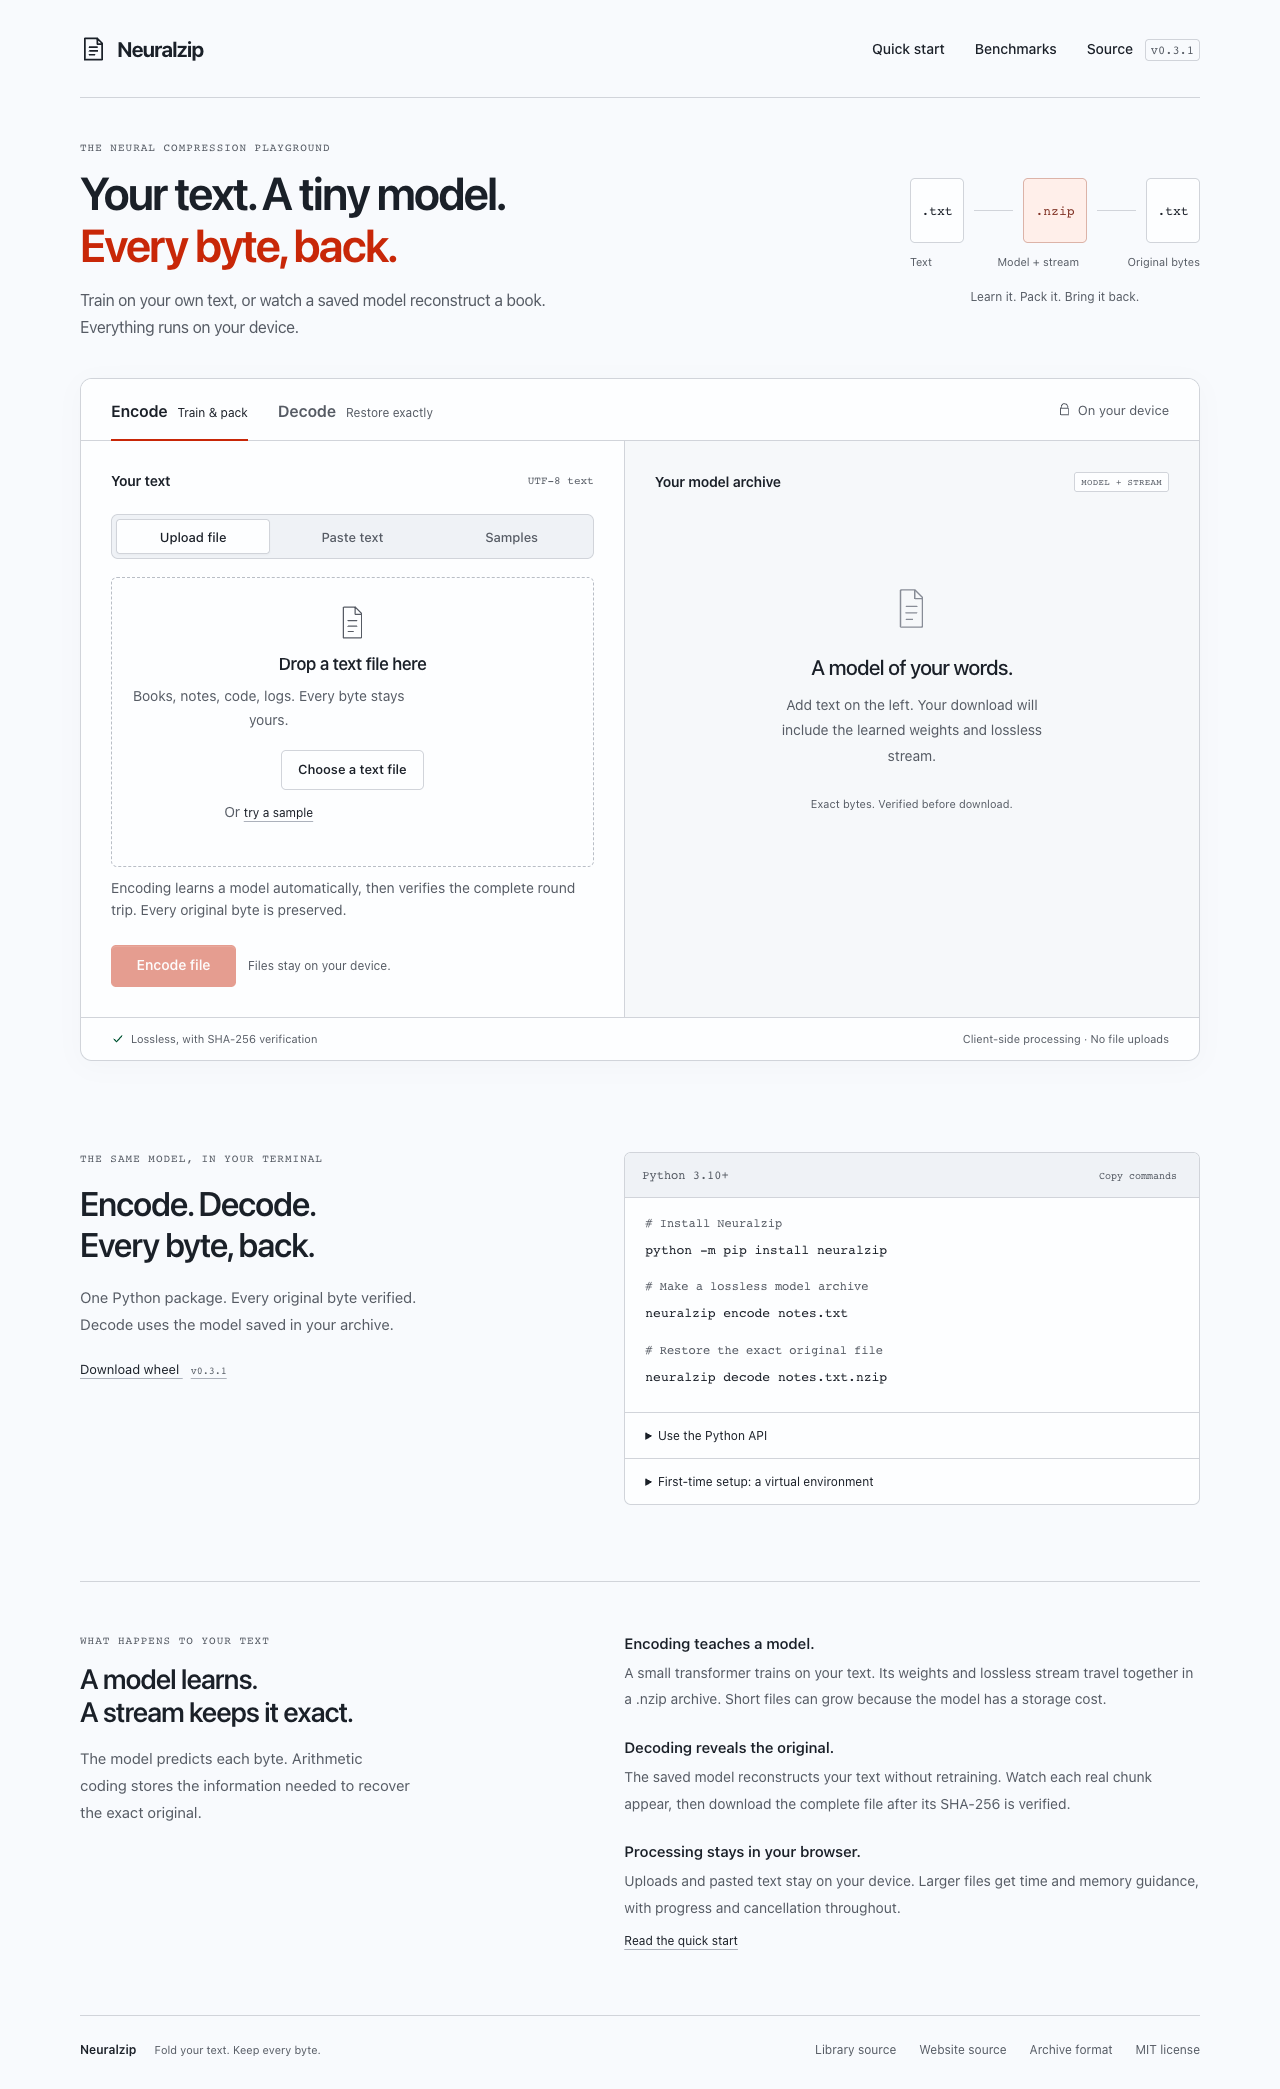 Neuralzip
Quick start
Benchmarks
Source v0.3.1
THE NEURAL COMPRESSION PLAYGROUND
Your text. A tiny model.
Every byte, back.
Train on your own text, or watch a saved model reconstruct a book.
Everything runs on your device.
.txt
.nzip
.txt
Text
Model + stream
Original bytes
Learn it. Pack it. Bring it back.
Encode Train & pack
Decode Restore exactly
On your device
Your text
UTF-8 text
Upload file
Paste text
Samples
Drop a text file here
Books, notes, code, logs. Every byte stays
yours.
Choose a text file
Or try a sample
Encoding learns a model automatically, then verifies the complete round
trip. Every original byte is preserved.
Encode file
Files stay on your device.
Your model archive
MODEL + STREAM
A model of your words.
Add text on the left. Your download will
include the learned weights and lossless
stream.
Exact bytes. Verified before download.
Lossless, with SHA-256 verification
Client-side processing · No file uploads
THE SAME MODEL, IN YOUR TERMINAL
Encode. Decode.
Every byte, back.
One Python package. Every original byte verified.
Decode uses the model saved in your archive.
Download wheel v0.3.1
Python 3.10+
Copy commands
# Install Neuralzip
python -m pip install neuralzip
# Make a lossless model archive
neuralzip encode notes.txt
# Restore the exact original file
neuralzip decode notes.txt.nzip
Use the Python API
First-time setup: a virtual environment
WHAT HAPPENS TO YOUR TEXT
A model learns.
A stream keeps it exact.
The model predicts each byte. Arithmetic
coding stores the information needed to recover
the exact original.
Encoding teaches a model.
A small transformer trains on your text. Its weights and lossless stream travel together in
a .nzip archive. Short files can grow because the model has a storage cost.
Decoding reveals the original.
The saved model reconstructs your text without retraining. Watch each real chunk
appear, then download the complete file after its SHA-256 is verified.
Processing stays in your browser.
Uploads and pasted text stay on your device. Larger files get time and memory guidance,
with progress and cancellation throughout.
Read the quick start
Neuralzip
Fold your text. Keep every byte.
Library source
Website source
Archive format
MIT license